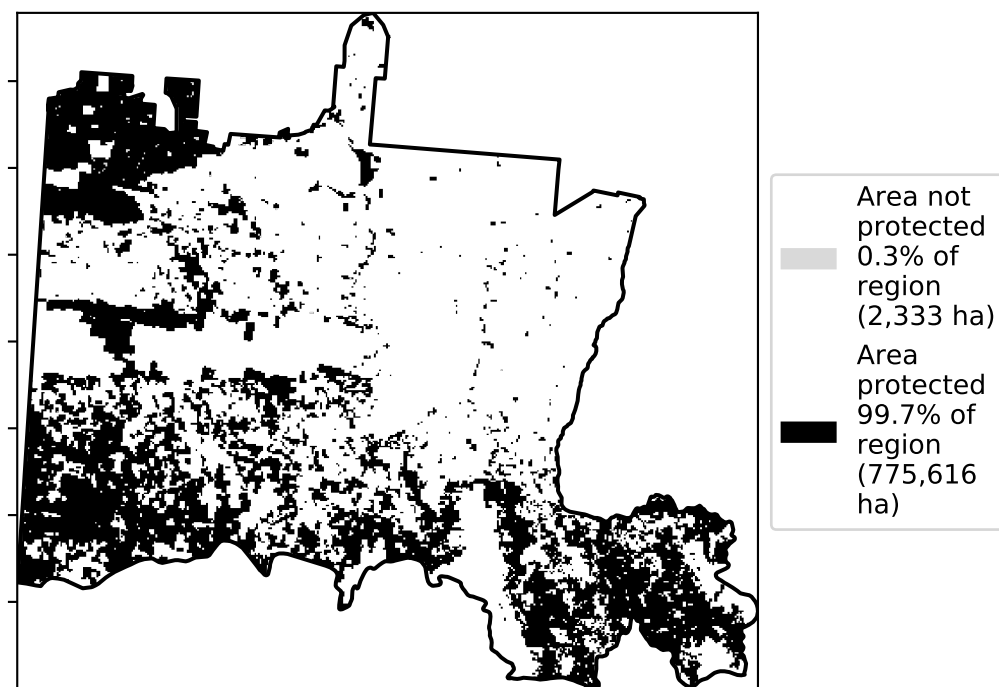 Area not
protected
0.3% of
region
(2,333 ha)
Area
protected
99.7% of
region
(775,616
ha)